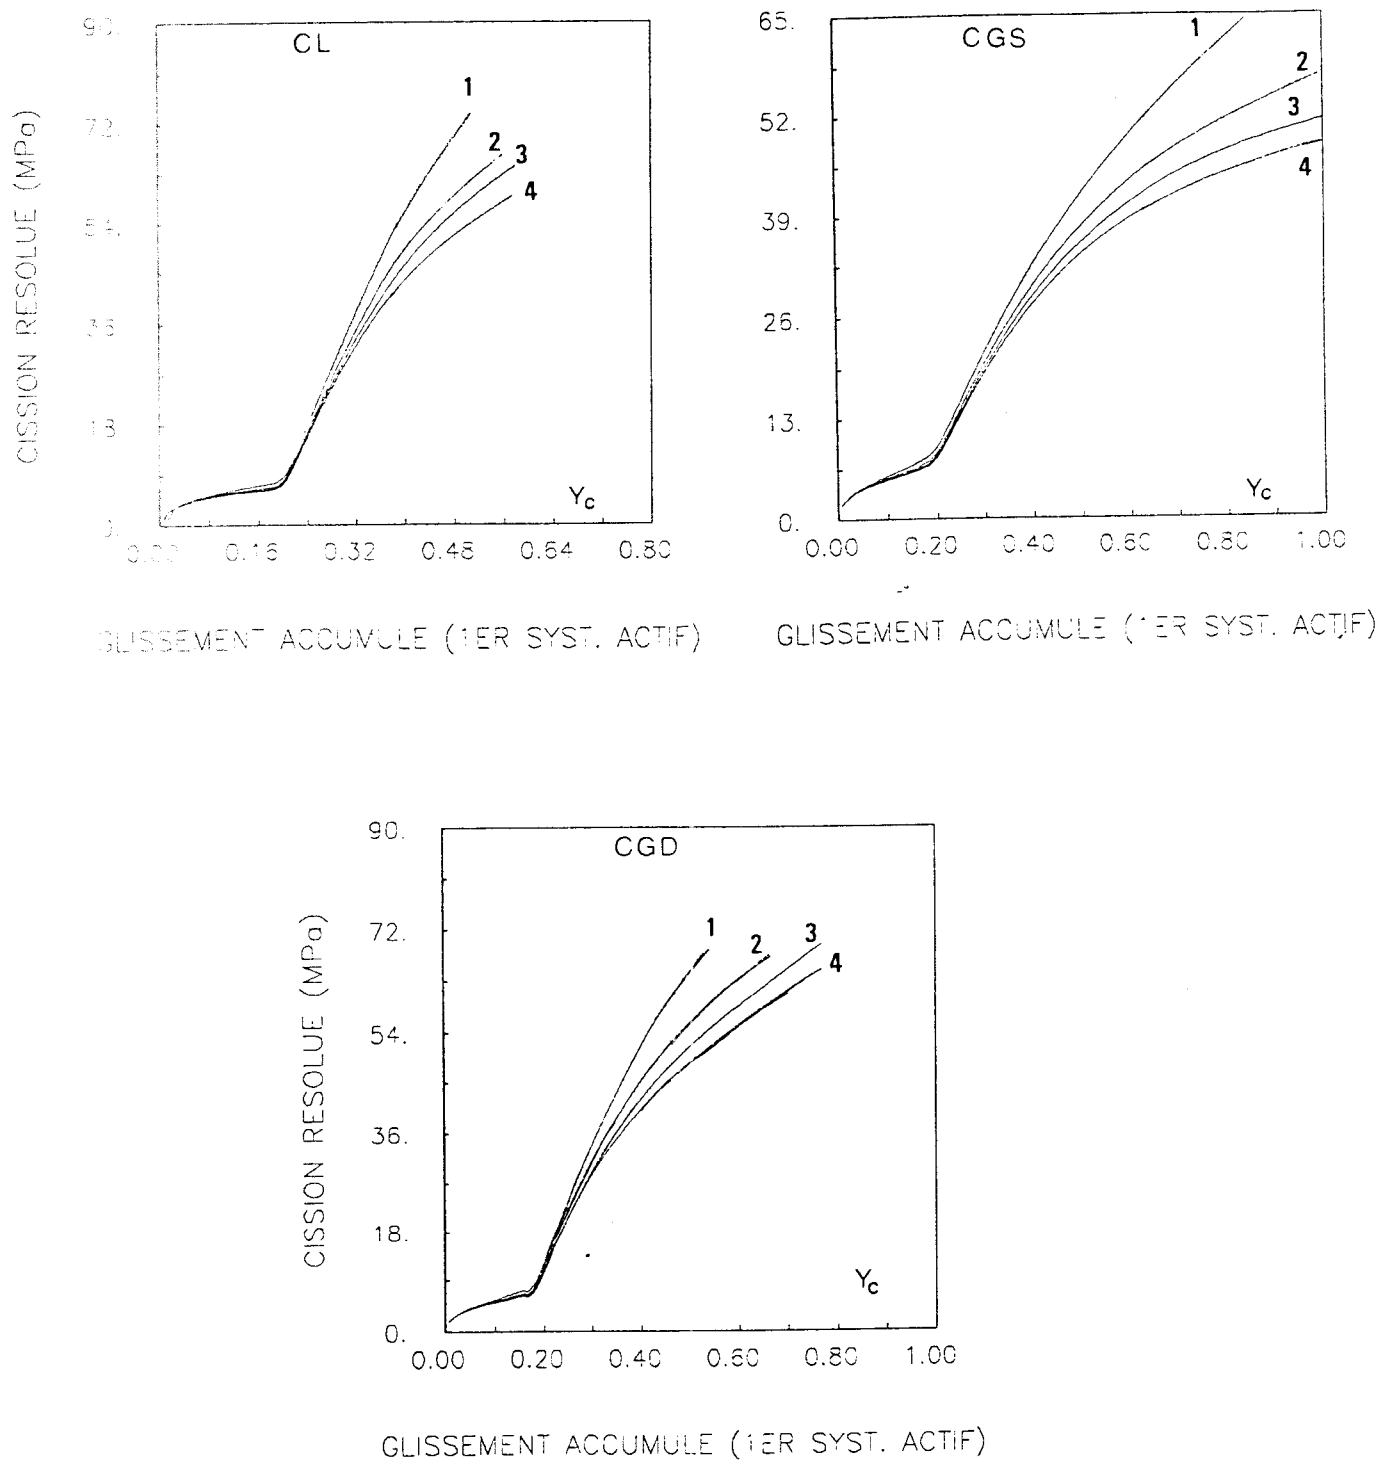 90.
CL
1
72.
2
3
4
54.
36
18
0.
Yc
0.00 0.16 0.32 0.48 0.64 0.80
CISSION RESOLUE (MPa)
GLISSEMENT ACCUMULE (1ER SYST. ACTIF)
65.
CGS
1
2
52.
3
4
39.
26.
13.
0.
Yc
0.00 0.20 0.40 0.60 0.80 1.00
GLISSEMENT ACCUMULE (1ER SYST. ACTIF)
90.
CGD
72.
1
2
3
4
54.
36.
18.
0.
Yc
0.00 0.20 0.40 0.60 0.80 1.00
CISSION RESOLUE (MPa)
GLISSEMENT ACCUMULE (1ER SYST. ACTIF)